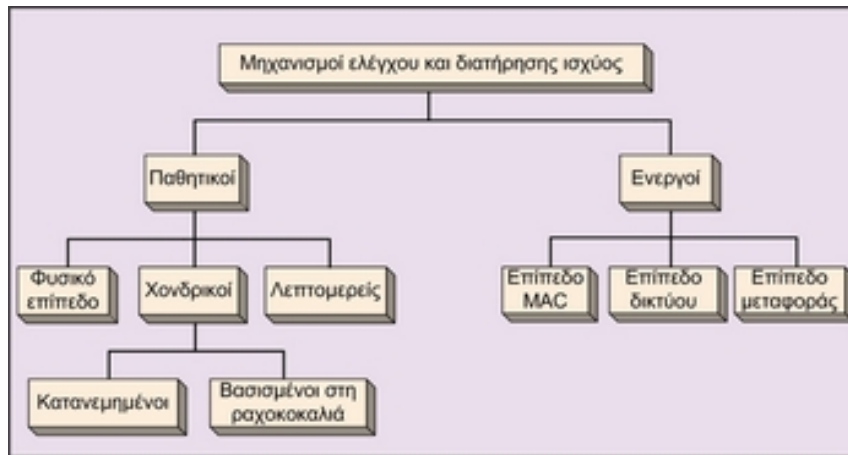 Μηχανισμοί ελέγχου και διατήρησης ισχύος
Παθητικοί
Ενεργοί
Φυσικό
επίπεδο
Χονδρικοί
Λεπτομερείς
Επίπεδο
MAC
Επίπεδο
δικτύου
Επίπεδο
μεταφοράς
Κατανεμημένοι
Βασισμένοι στη
ραχοκοκαλιά